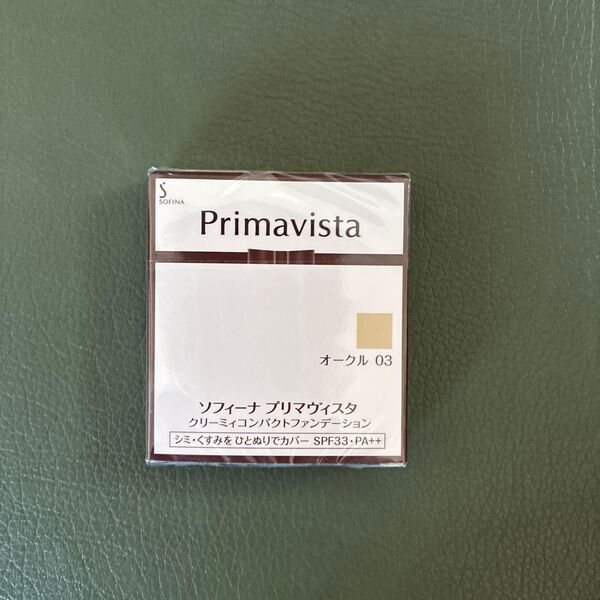 SOFINA
Primavista
オークル 03
ソフィーナ プリマヴィスタ
クリーミィコンパクトファンデーション
シミ・くすみを ひとぬりでカバー SPF33・PA++